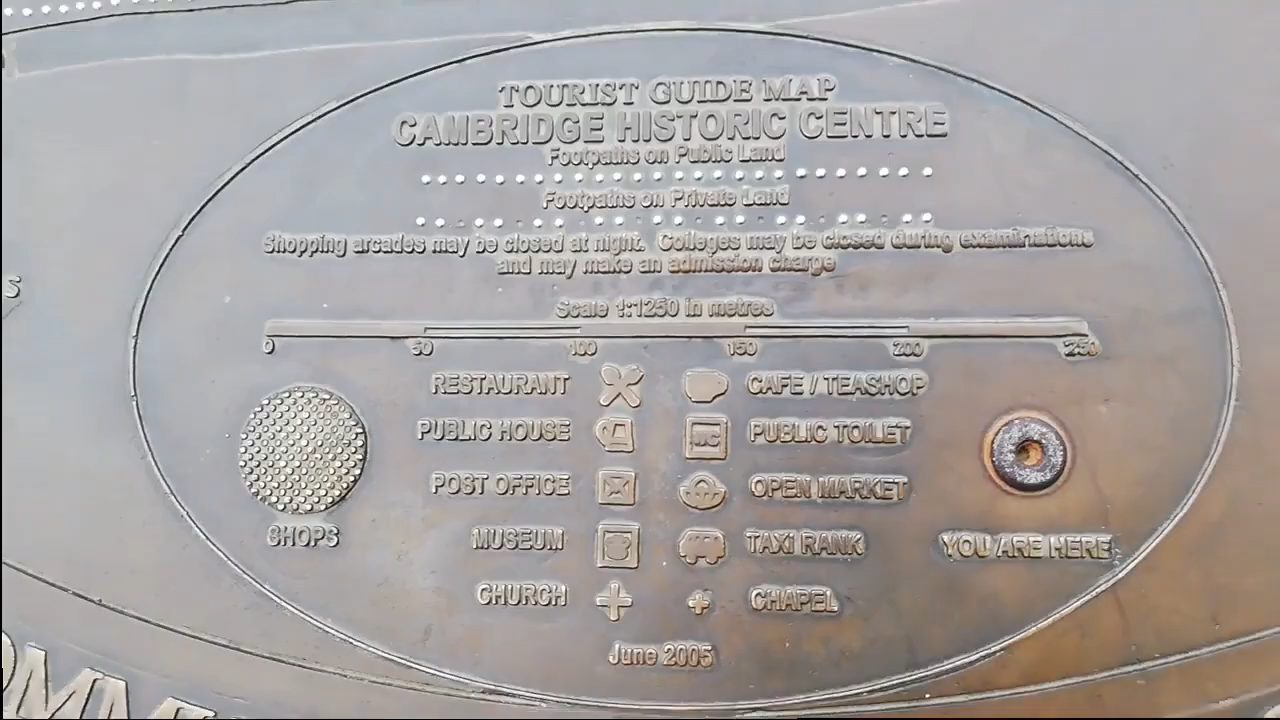 TOURIST GUIDE MAP
CAMBRIDGE HISTORIC CENTRE
Footpaths on Public Land
Footpaths on Private Land
Shopping arcades may be closed at night. Colleges may be closed during examinations
and may make an admission charge
Scale 1:1250 in metres
0 50 100 150 200 250
RESTAURANT CAFE / TEASHOP
PUBLIC HOUSE PUBLIC TOILET
POST OFFICE OPEN MARKET
SHOPS MUSEUM TAXI RANK YOU ARE HERE
CHURCH CHAPEL
June 2005